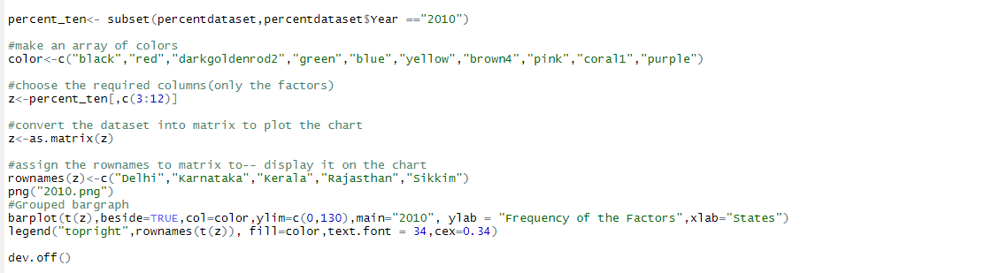 percent_ten<- subset(percentdataset,percentdataset$Year =="2010")
#make an array of colors
color<-c("black","red","darkgoldenrod2","green","blue","yellow","brown4","pink","coral1","purple")
#choose the required columns(only the factors)
z<-percent_ten[,c(3:12)]
#convert the dataset into matrix to plot the chart
z<-as.matrix(z)
#assign the rownames to matrix to-- display it on the chart
rownames(z)<-c("Delhi","Karnataka","Kerala","Rajasthan","Sikkim")
png("2010.png")
#Grouped bargraph
barplot(t(z),beside=TRUE,col=color,ylim=c(0,130),main="2010", ylab = "Frequency of the Factors",xlab="States")
legend("topright",rownames(t(z)), fill=color,text.font = 34,cex=0.34)
dev.off()